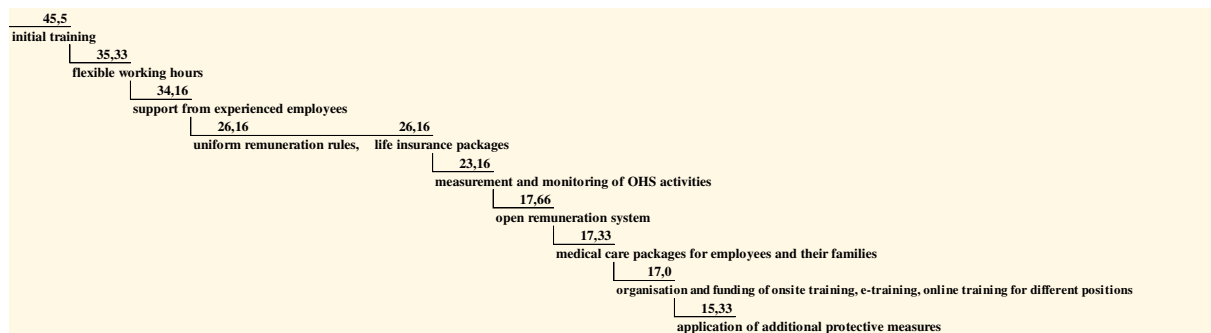 45,5
initial training
35,33
flexible working hours
34,16
support from experienced employees
26,16 26,16
uniform remuneration rules, life insurance packages
23,16
measurement and monitoring of OHS activities
17,66
open remuneration system
17,33
medical care packages for employees and their families
17,0
organisation and funding of onsite training, e-training, online training for different positions
15,33
application of additional protective measures